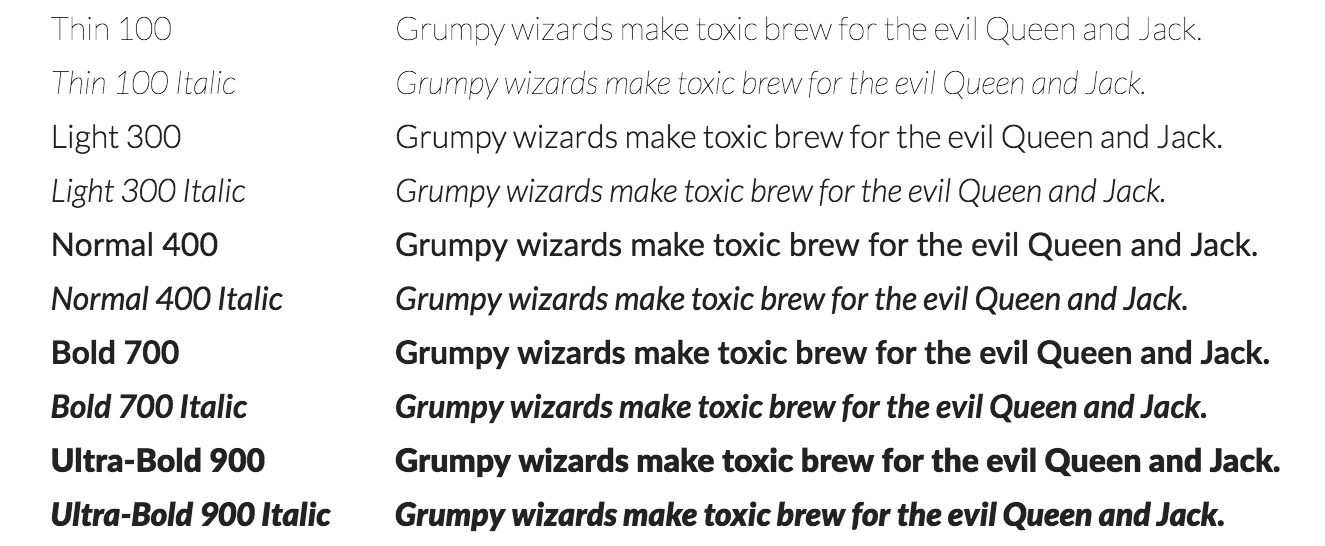 Thin 100 Grumpy wizards make toxic brew for the evil Queen and Jack.
Thin 100 Italic Grumpy wizards make toxic brew for the evil Queen and Jack.
Light 300 Grumpy wizards make toxic brew for the evil Queen and Jack.
Light 300 Italic Grumpy wizards make toxic brew for the evil Queen and Jack.
Normal 400 Grumpy wizards make toxic brew for the evil Queen and Jack.
Normal 400 Italic Grumpy wizards make toxic brew for the evil Queen and Jack.
Bold 700 Grumpy wizards make toxic brew for the evil Queen and Jack.
Bold 700 Italic Grumpy wizards make toxic brew for the evil Queen and Jack.
Ultra-Bold 900 Grumpy wizards make toxic brew for the evil Queen and Jack.
Ultra-Bold 900 Italic Grumpy wizards make toxic brew for the evil Queen and Jack.